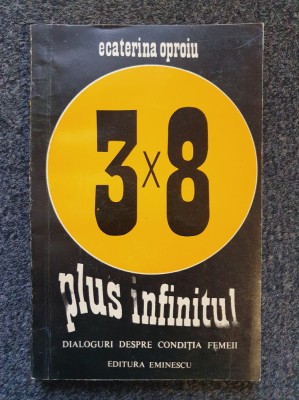 ecaterina oproiu
3x8
plus infinitul
DIALOGURI DESPRE CONDIȚIA FEMEII
EDITURA EMINESCU